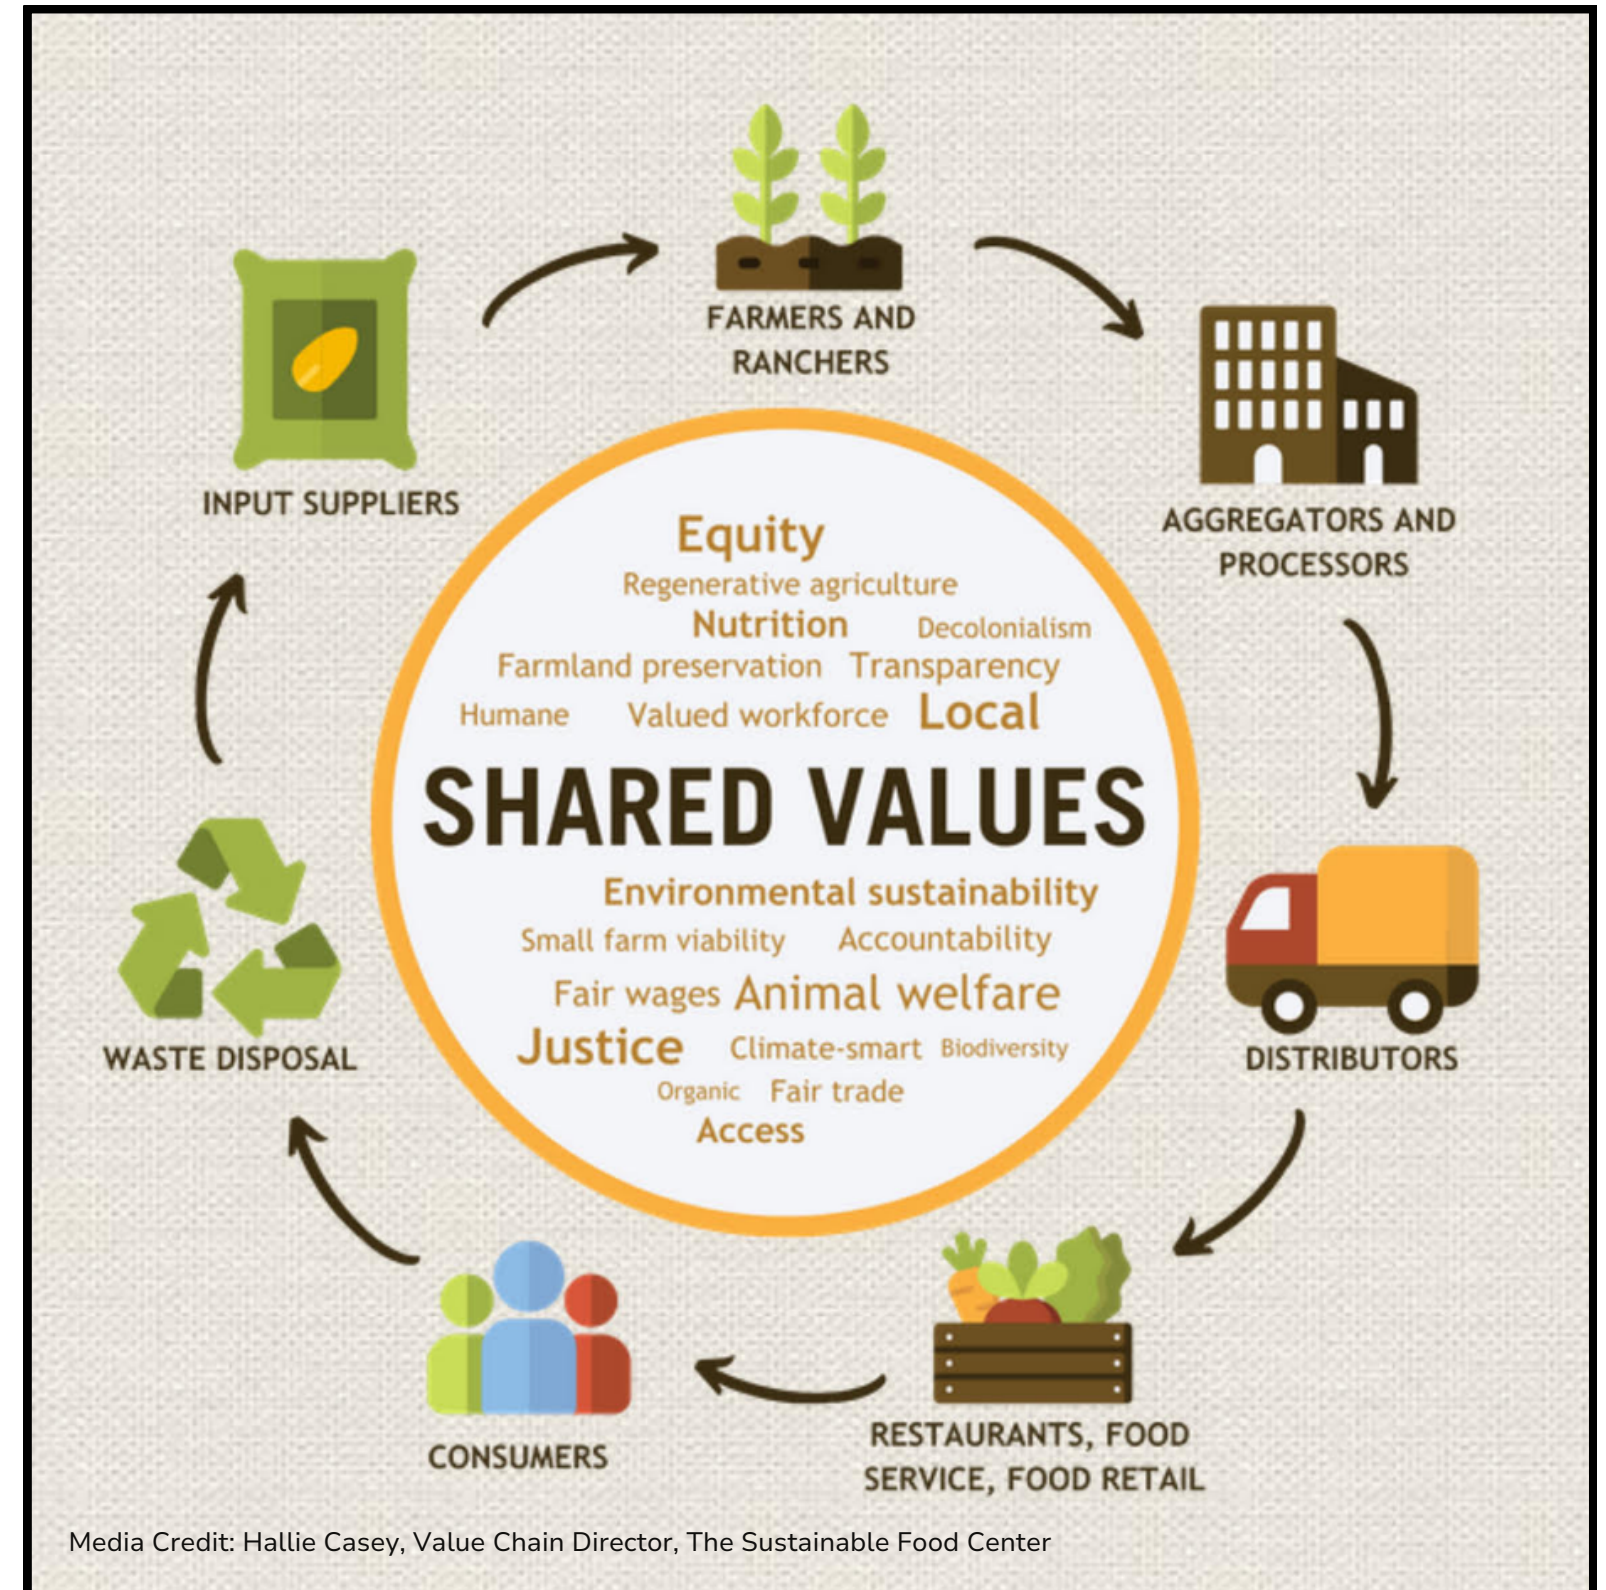 FARMERS AND
RANCHERS
INPUT SUPPLIERS
AGGREGATORS AND
PROCESSORS
Equity
Regenerative agriculture
Nutrition Decolonialism
Farmland preservation Transparency
Humane Valued workforce Local
SHARED VALUES
Environmental sustainability
Small farm viability Accountability
Fair wages Animal welfare
Justice Climate-smart Biodiversity
Organic Fair trade
Access
WASTE DISPOSAL
DISTRIBUTORS
CONSUMERS
RESTAURANTS, FOOD
SERVICE, FOOD RETAIL
Media Credit: Hallie Casey, Value Chain Director, The Sustainable Food Center